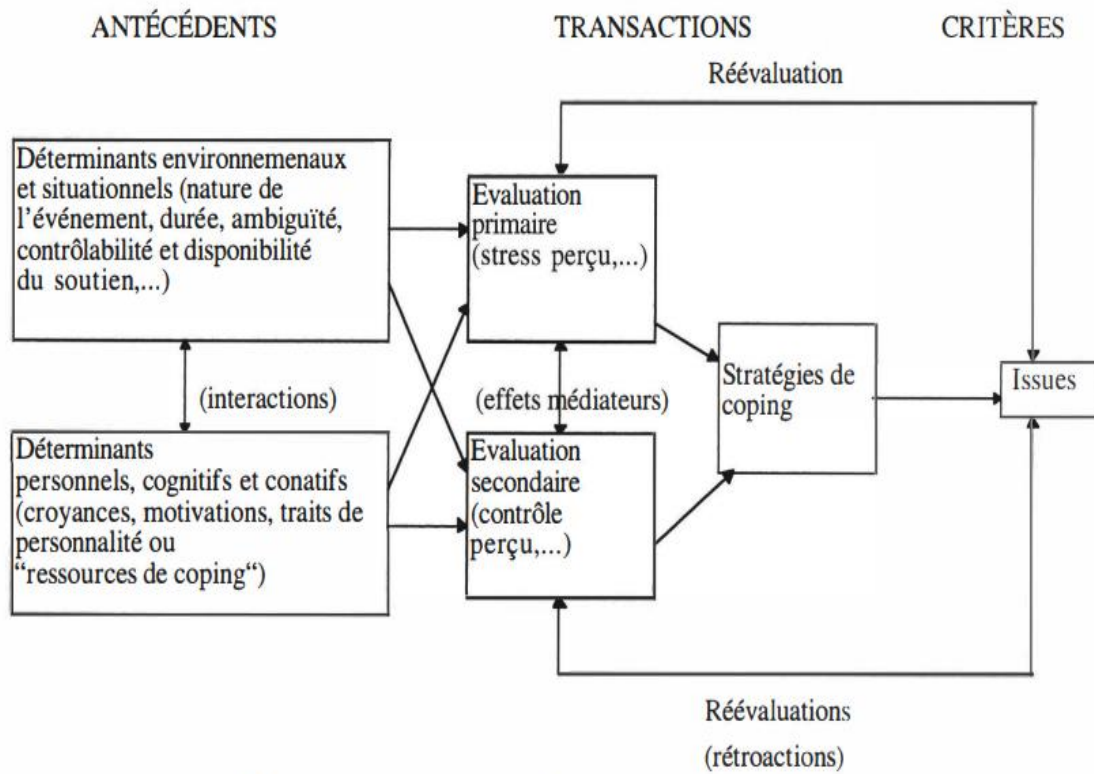 ANTÉCÉDENTS
TRANSACTIONS
CRITÈRES
Réévaluation
Déterminants environnemenaux
et situationnels (nature de
l'événement, durée, ambiguïté,
contrôlabilité et disponibilité
du soutien,...)
Evaluation
primaire
(stress perçu,...)
(interactions)
(effets médiateurs)
Stratégies de
coping
Issues
Déterminants
personnels, cognitifs et conatifs
(croyances, motivations, traits de
personnalité ou
“ressources de coping“)
Evaluation
secondaire
(contrôle
perçu,...)
Réévaluations
(rétroactions)